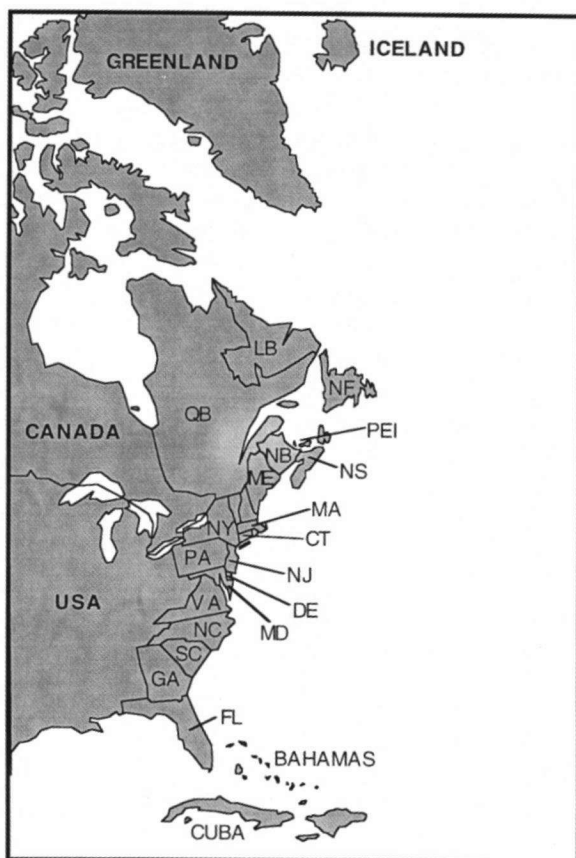 GREENLAND
ICELAND
LB
NF
QB
PEI
CANADA
NB
NS
ME
MA
NY
CT
PA
NJ
USA
DE
VA
MD
NC
SC
GA
FL
BAHAMAS
CUBA